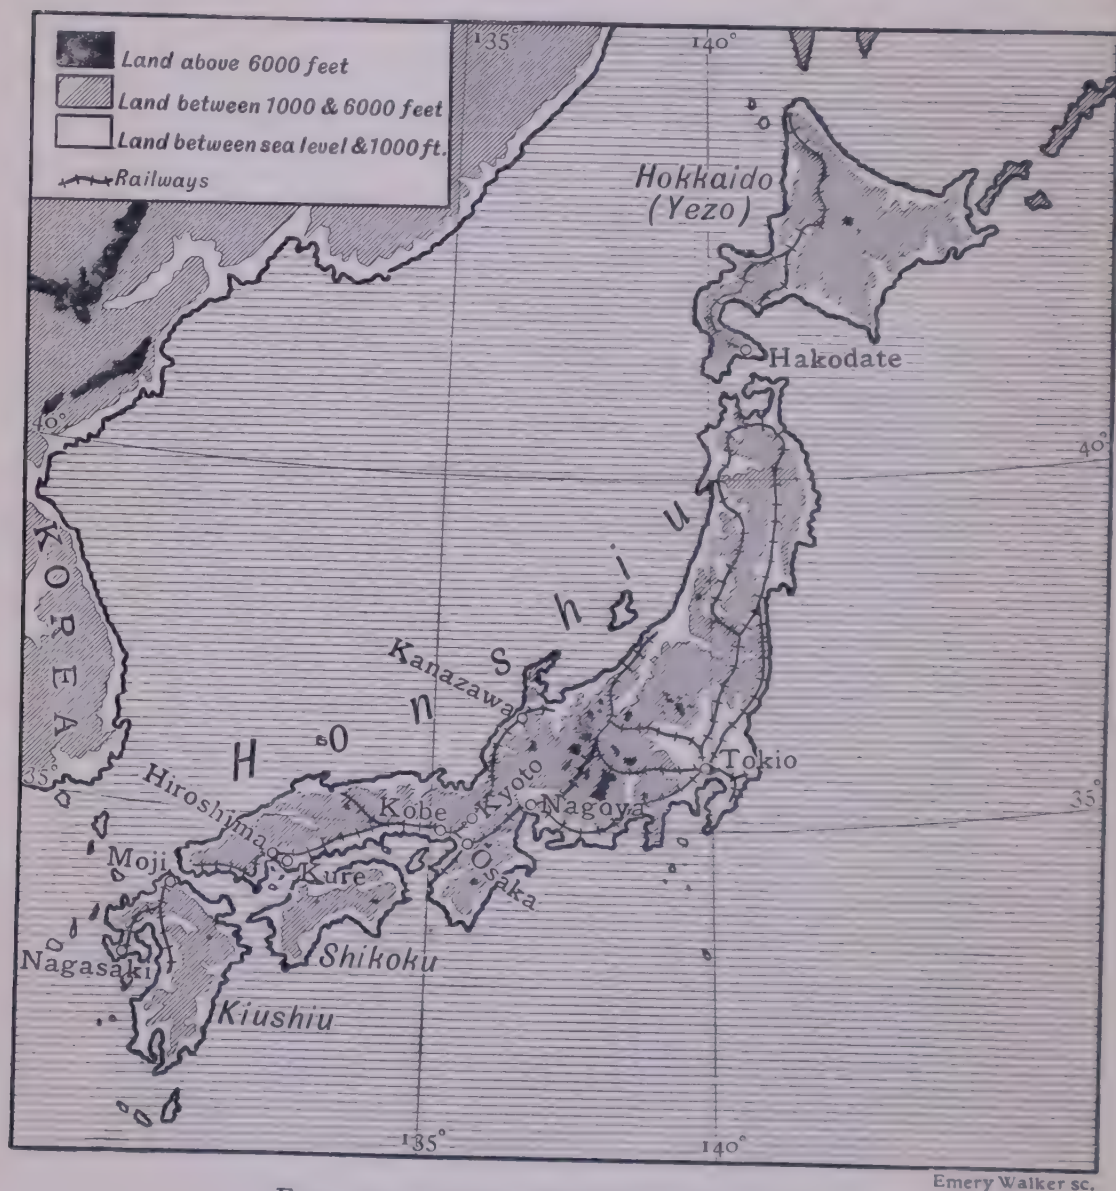 Land above 6000 feet
Land between 1000 & 6000 feet
Land between sea level & 1000 ft.
Railways
135°
140°
Hokkaido
(Yezo)
Hakodate
40°
40°
KOREA
Honshiu
Kanazawa
Tokio
35°
35°
Hiroshima
Kobe
Kyoto
Nagoya
Moji
Kure
Osaka
Nagasaki
Shikoku
Kiushiu
135°
140°
Emery Walker sc.